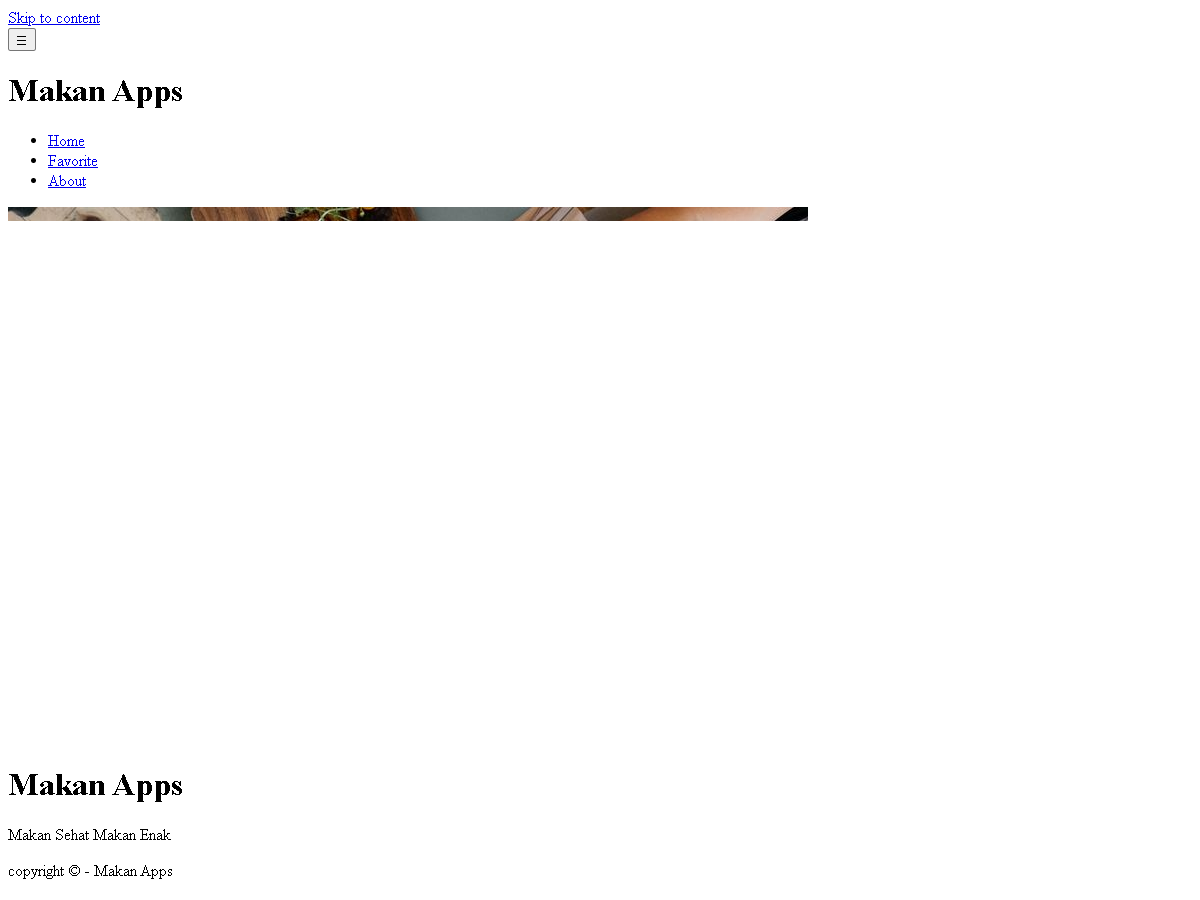 Skip to content
☰
Makan Apps
Home
Favorite
About
Makan Apps
Makan Sehat Makan Enak
copyright © - Makan Apps